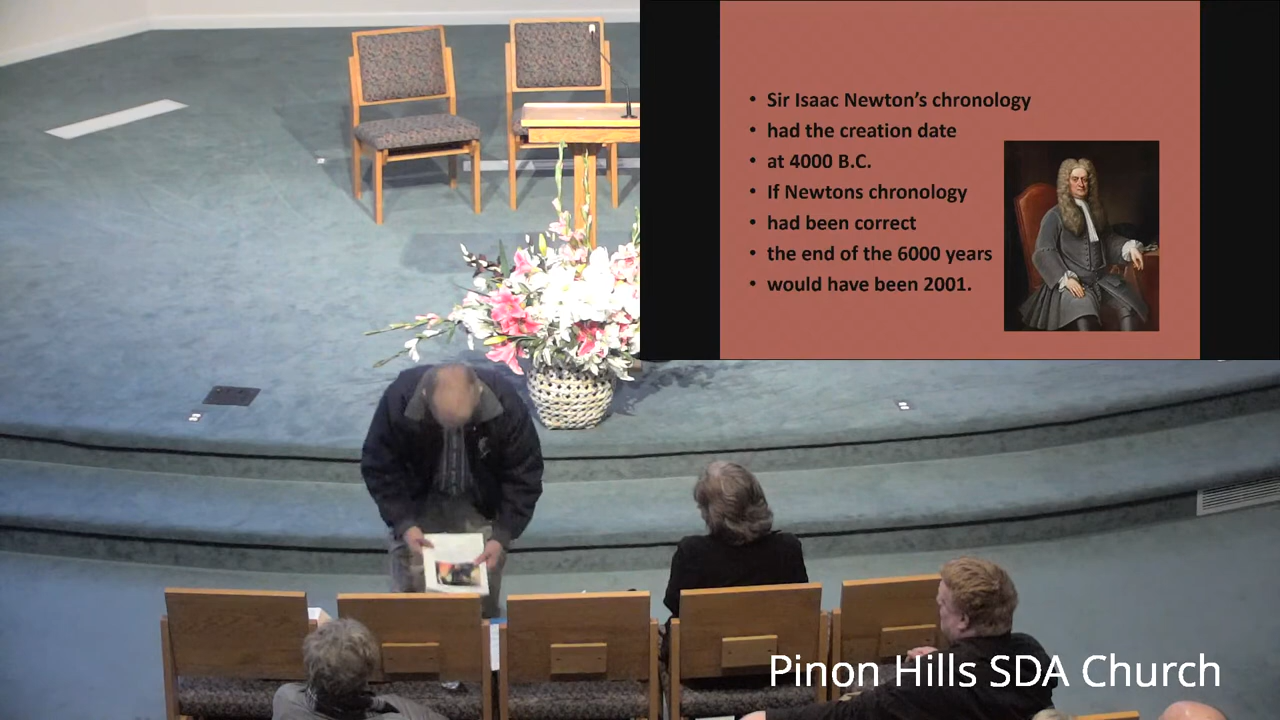 • Sir Isaac Newton's chronology
• had the creation date
• at 4000 B.C.
• If Newtons chronology
• had been correct
• the end of the 6000 years
• would have been 2001.
Pinon Hills SDA Church